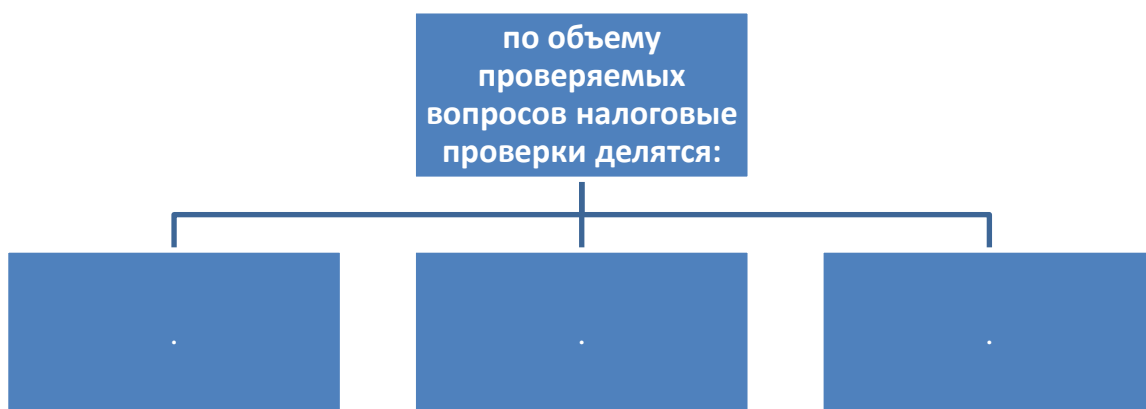 по объему
проверяемых
вопросов налоговые
проверки делятся:
. . .